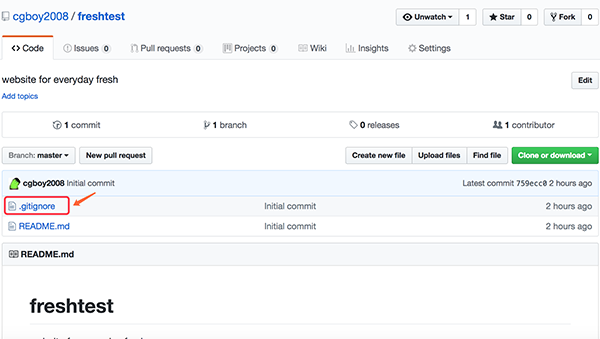 cgboy2008 / freshtest
Unwatch 1 Star 0 Fork 0
Code Issues 0 Pull requests 0 Projects 0 Wiki Insights Settings
website for everyday fresh Edit
Add topics
1 commit 1 branch 0 releases 1 contributor
Branch: master New pull request Create new file Upload files Find file Clone or download
cgboy2008 Initial commit Latest commit 759ecc0 2 hours ago
.gitignore Initial commit 2 hours ago
README.md Initial commit 2 hours ago
README.md
freshtest